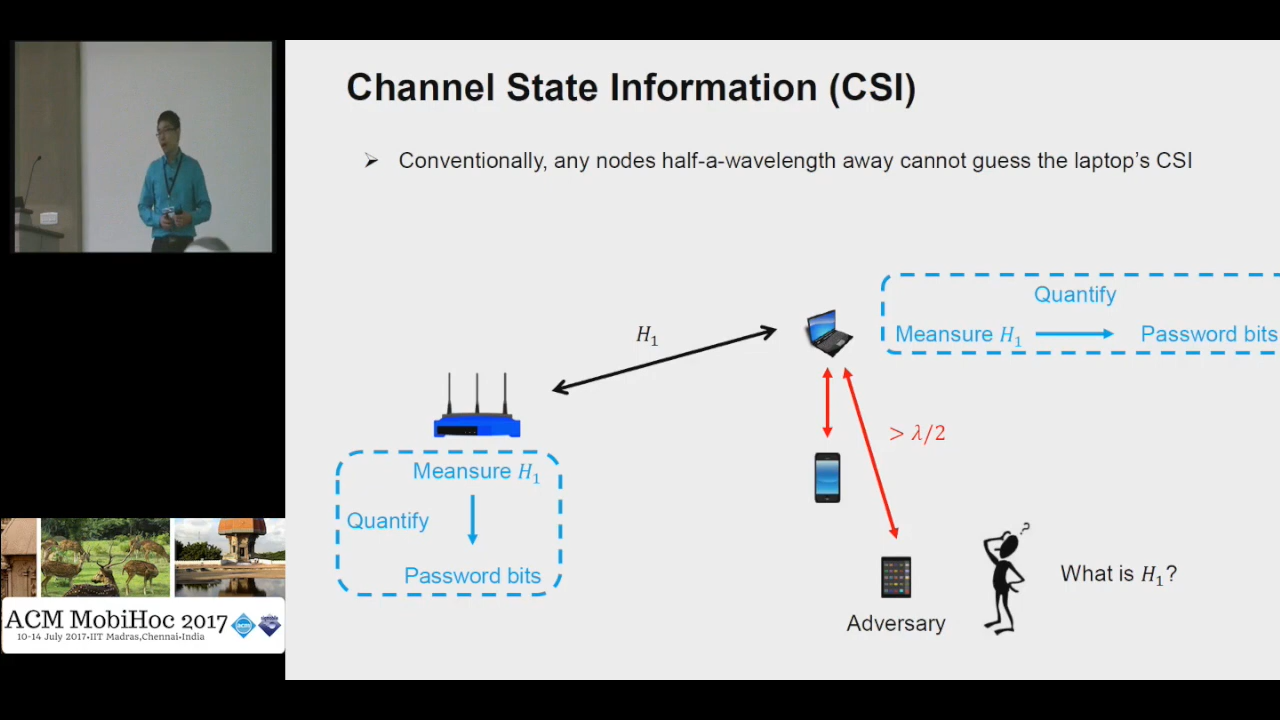 Channel State Information (CSI)
➢ Conventionally, any nodes half-a-wavelength away cannot guess the laptop’s CSI
Quantify
Meansure H₁
Password bits
H₁
> λ/2
Meansure H₁
Quantify
Password bits
?
What is H₁?
Adversary
ACM MobiHoc 2017
10-14 July 2017•IIT Madras,Chennai•India
acm